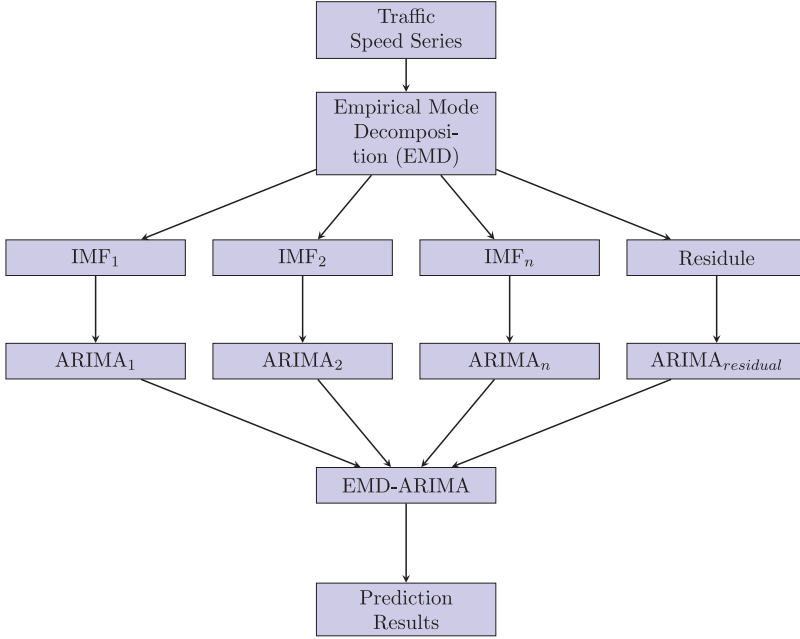 Traffic
Speed Series
Empirical Mode
Decomposi-
tion (EMD)
IMF₁
IMF₂
IMFₙ
Residule
ARIMA₁
ARIMA₂
ARIMAₙ
ARIMA_residual
EMD-ARIMA
Prediction
Results